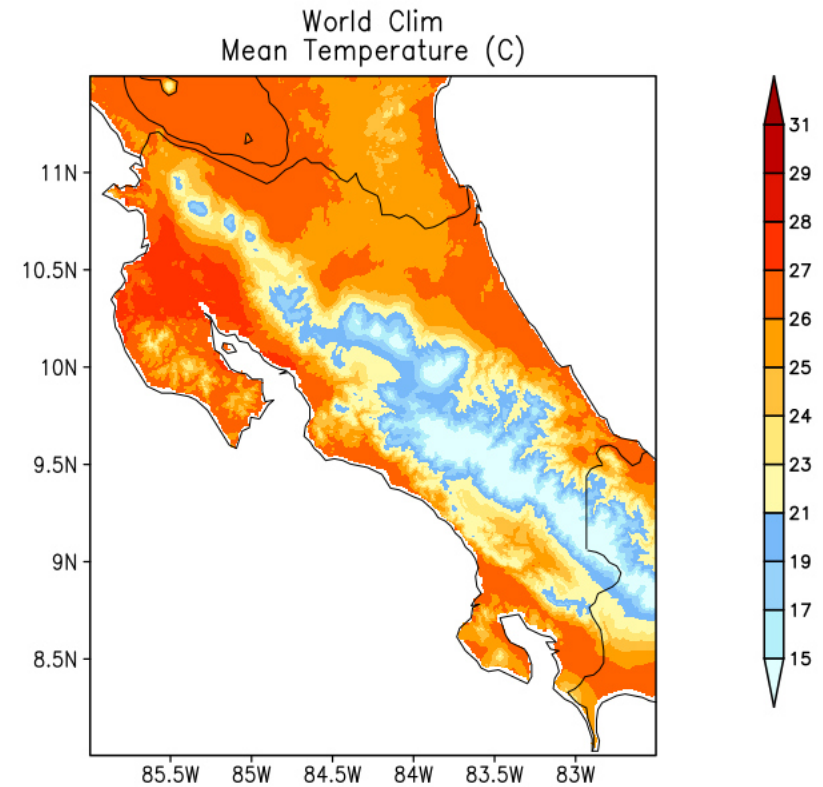 World Clim
Mean Temperature (C)
11N
10.5N
10N
9.5N
9N
8.5N
85.5W
85W
84.5W
84W
83.5W
83W
31
29
28
27
26
25
24
23
21
19
17
15